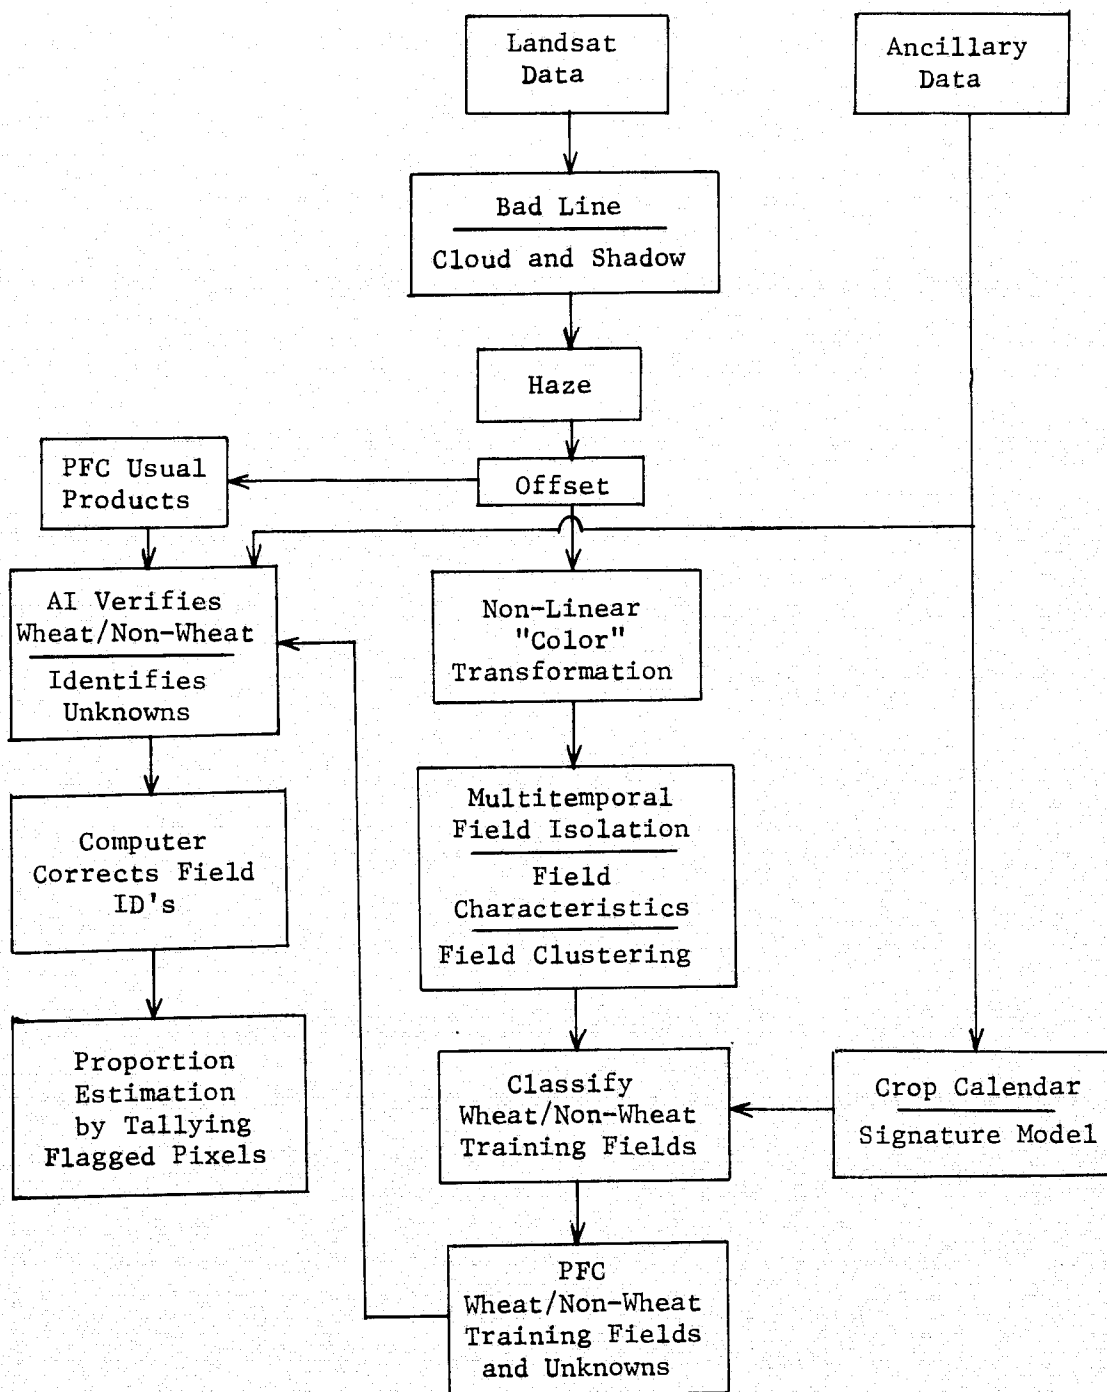 Landsat
Data
Ancillary
Data
Bad Line
Cloud and Shadow
Haze
Offset
PFC Usual
Products
AI Verifies
Wheat/Non-Wheat
Identifies
Unknowns
Non-Linear
"Color"
Transformation
Computer
Corrects Field
ID's
Multitemporal
Field Isolation
Field
Characteristics
Field Clustering
Proportion
Estimation
by Tallying
Flagged Pixels
Classify
Wheat/Non-Wheat
Training Fields
Crop Calendar
Signature Model
PFC
Wheat/Non-Wheat
Training Fields
and Unknowns